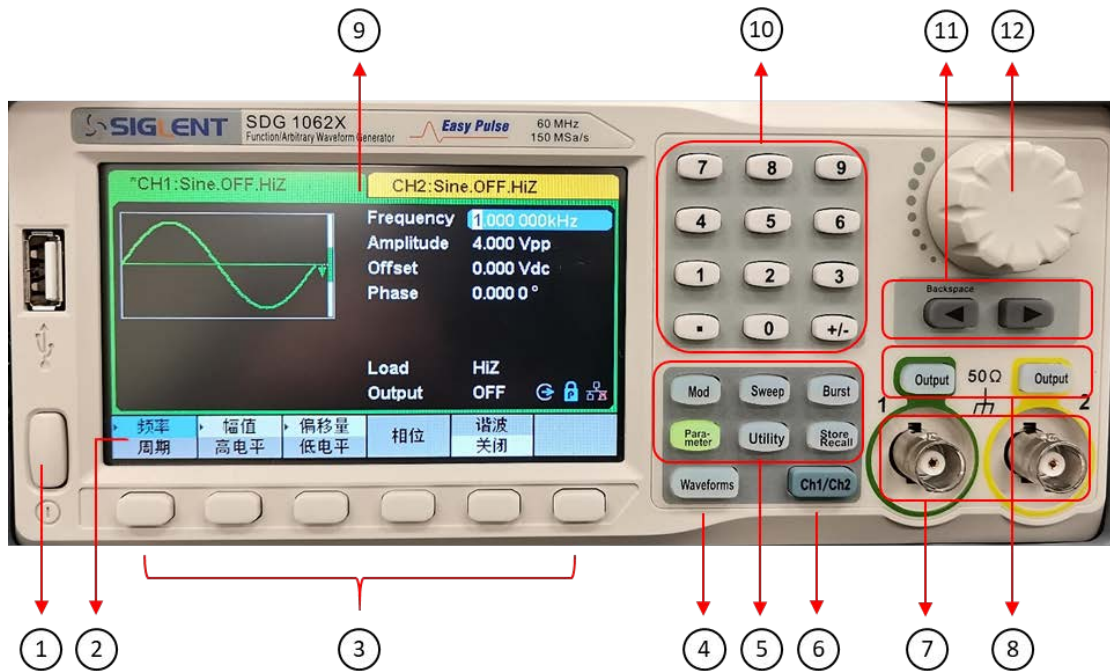 ⑨
⑩
⑪
⑫
SIGLENT SDG 1062X Easy Pulse 60 MHz
Function/Arbitrary Waveform Generator 150 MSa/s
*CH1:Sine.OFF.HiZ CH2:Sine.OFF.HiZ
Frequency 1.000 000kHz
Amplitude 4.000 Vpp
Offset 0.000 Vdc
Phase 0.000 0 °
Load HiZ
Output OFF
频率 幅值 偏移量 相位 谐波
周期 高电平 低电平 关闭
7 8 9
4 5 6
1 2 3
. 0 +/-
Backspace
Mod Sweep Burst
Para-
meter Utility Store
Recall
Waveforms Ch1/Ch2
Output 50Ω Output
1 2
①
②
③
④
⑤
⑥
⑦
⑧